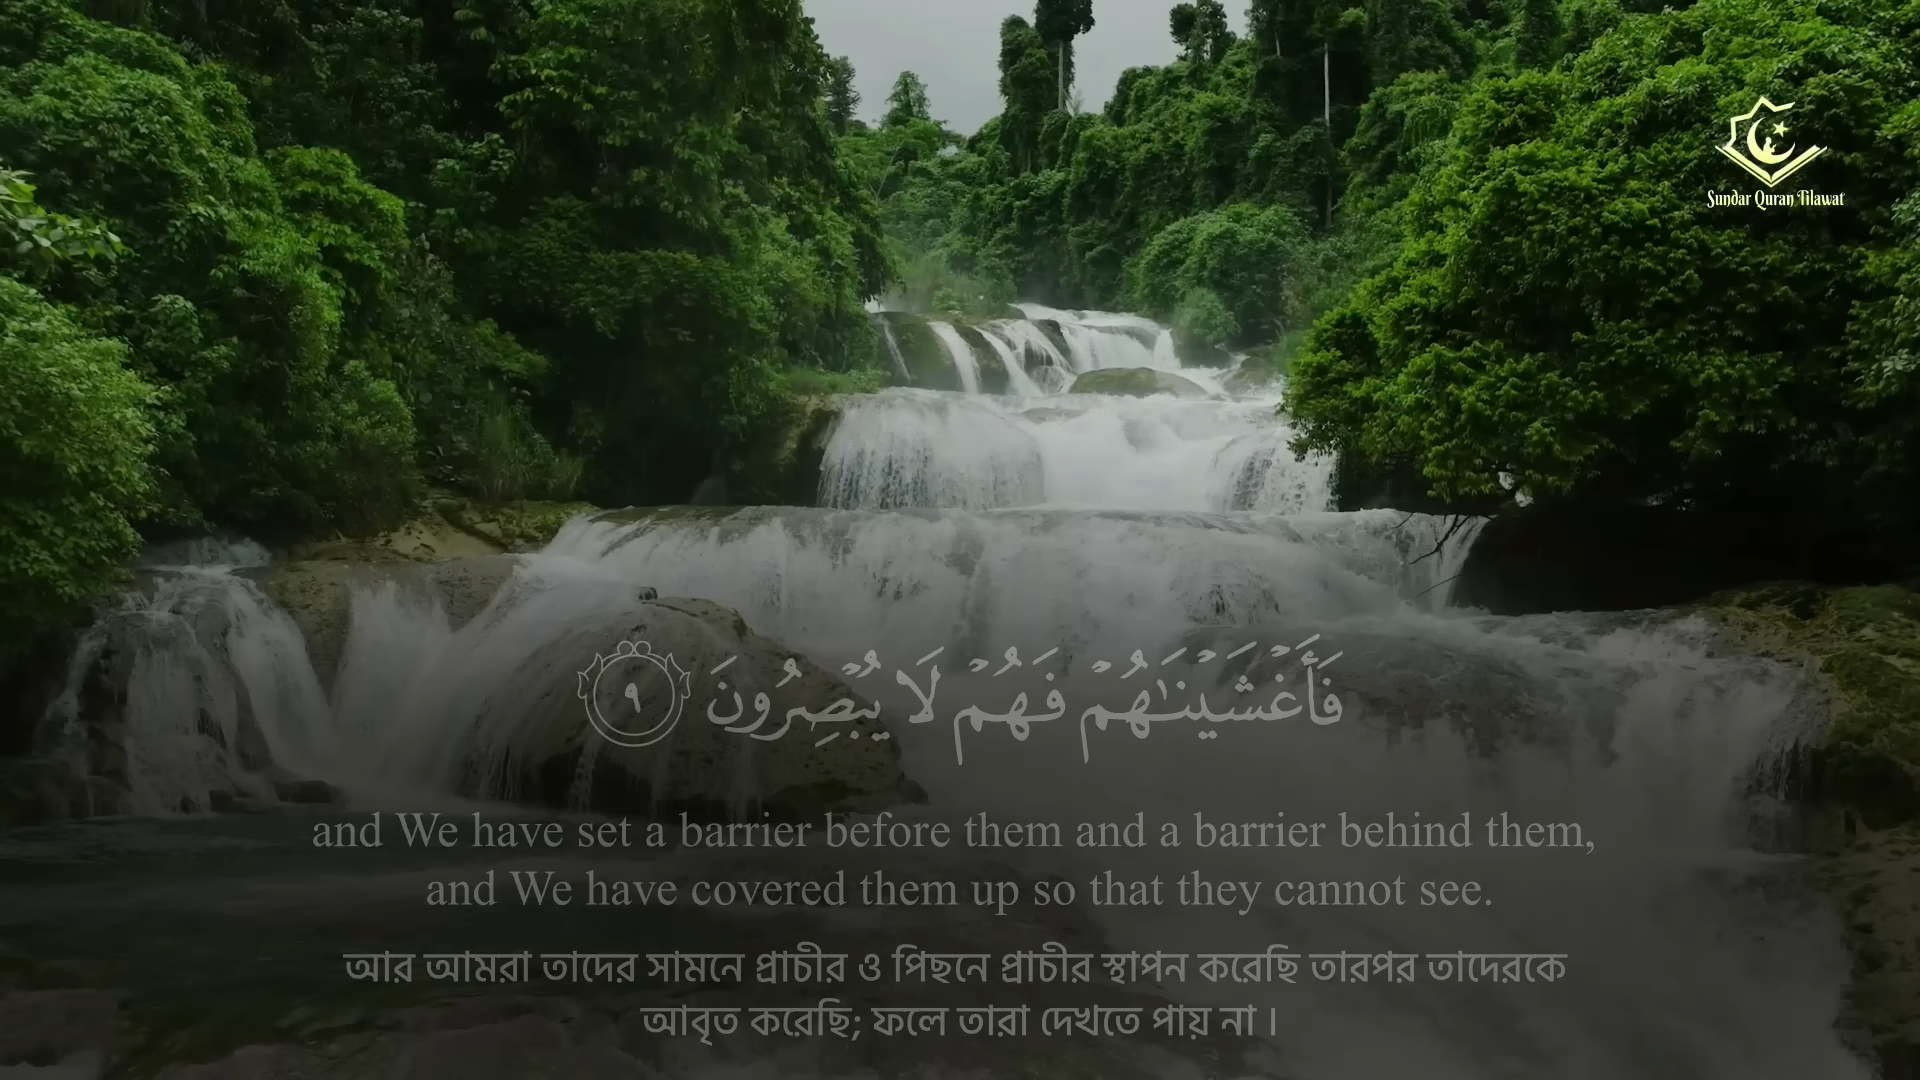 Sundar Quran Tilawat
فَأَغْشَيْنَٰهُمْ فَهُمْ لَا يُبْصِرُونَ ٩
and We have set a barrier before them and a barrier behind them,
and We have covered them up so that they cannot see.
আর আমরা তাদের সামনে প্রাচীর ও পিছনে প্রাচীর স্থাপন করেছি তারপর তাদেরকে
আবৃত করেছি; ফলে তারা দেখতে পায় না।